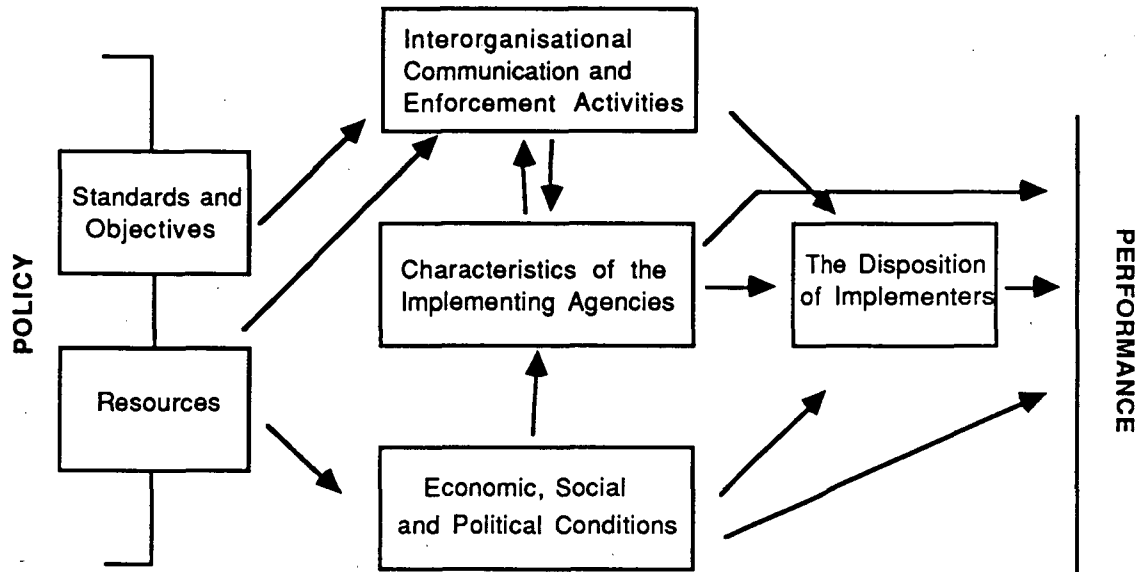 POLICY
Standards and
Objectives
Resources
Interorganisational
Communication and
Enforcement Activities
Characteristics of the
Implementing Agencies
Economic, Social
and Political Conditions
The Disposition
of Implementers
PERFORMANCE